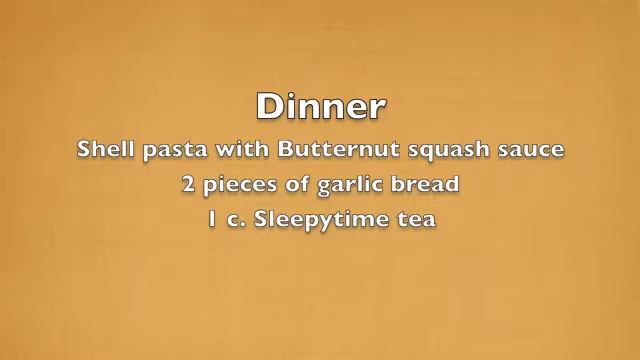 Dinner
Shell pasta with Butternut squash sauce
2 pieces of garlic bread
1 c. Sleepytime tea